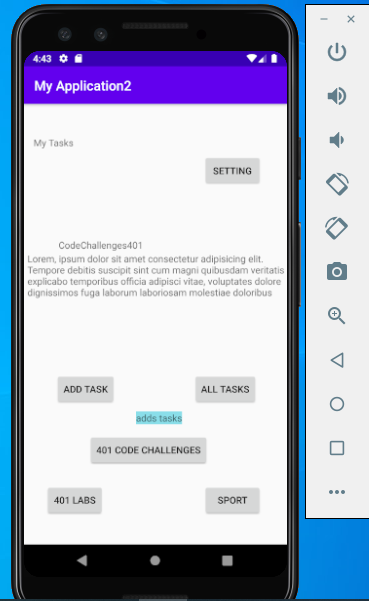 4:43
My Application2
My Tasks
SETTING
CodeChallenges401
Lorem, ipsum dolor sit amet consectetur adipisicing elit.
Tempore debitis suscipit sint cum magni quibusdam veritatis
explicabo temporibus officia adipisci vitae, voluptates dolore
dignissimos fuga laborum laboriosam molestiae doloribus
ADD TASK
ALL TASKS
adds tasks
401 CODE CHALLENGES
401 LABS
SPORT